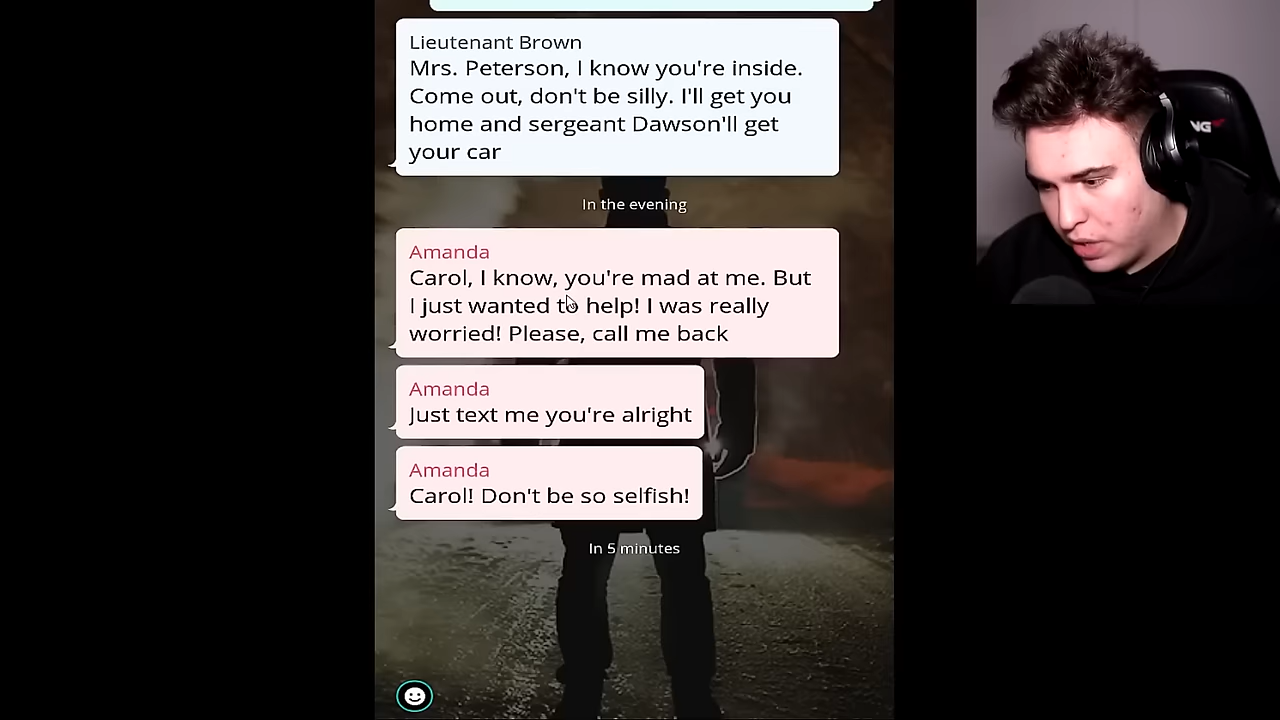 Lieutenant Brown
Mrs. Peterson, I know you're inside.
Come out, don't be silly. I'll get you
home and sergeant Dawson'll get
your car
In the evening
Amanda
Carol, I know, you're mad at me. But
I just wanted to help! I was really
worried! Please, call me back
Amanda
Just text me you're alright
Amanda
Carol! Don't be so selfish!
In 5 minutes
VG